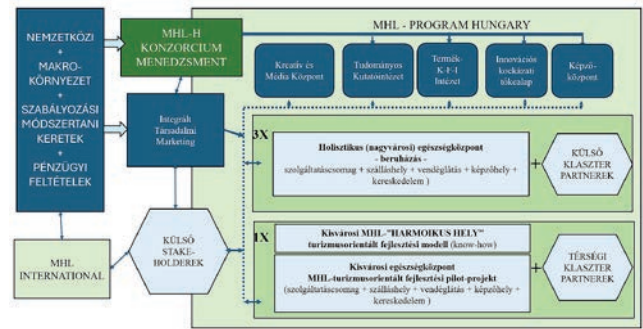 MHL - PROGRAM HUNGARY
NEMZETKÖZI
+
MAKRO-
KÖRNYEZET
+
SZABÁLYOZÁSI
MÓDSZERTANI
KERETEK
+
PÉNZÜGYI
FELTÉTELEK
MHL-H
KONZORCIUM
MENEDZSMENT
Kreatív és
Média Központ
Tudományos
Kutatóintézet
Termék-
K-F-I
Intézet
Innovációs
kockázati
tőkealap
Képző-
központ
Integrált
Társadalmi
Marketing
3X
Holisztikus (nagyvárosi) egészségközpont
- beruházás -
szolgáltatáscsomag + szálláshely + vendéglátás + képzőhely +
kereskedelem )
+
KÜLSŐ
KLASZTER
PARTNEREK
MHL
INTERNATIONAL
KÜLSŐ
STAKE-
HOLDEREK
1X
Kisvárosi MHL-"HARMOIKUS HELY"
turizmusorientált fejlesztési modell (know-how)
Kisvárosi egészségközpont
MHL-turizmusorientált fejlesztési pilot-projekt
(szolgáltatáscsomag + szálláshely + vendéglátás + képzőhely +
kereskedelem )
+
TÉRSÉGI
KLASZTER
PARTNEREK